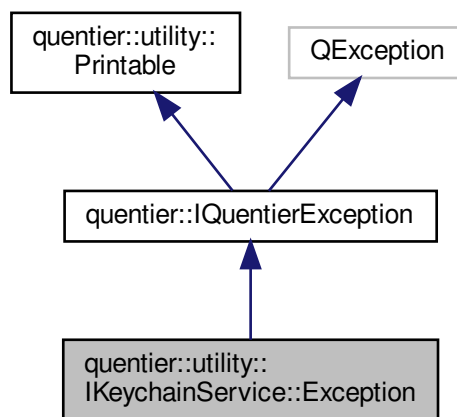 quentier::utility::
Printable
QException
quentier::IQuentierException
quentier::utility::
IKeychainService::Exception